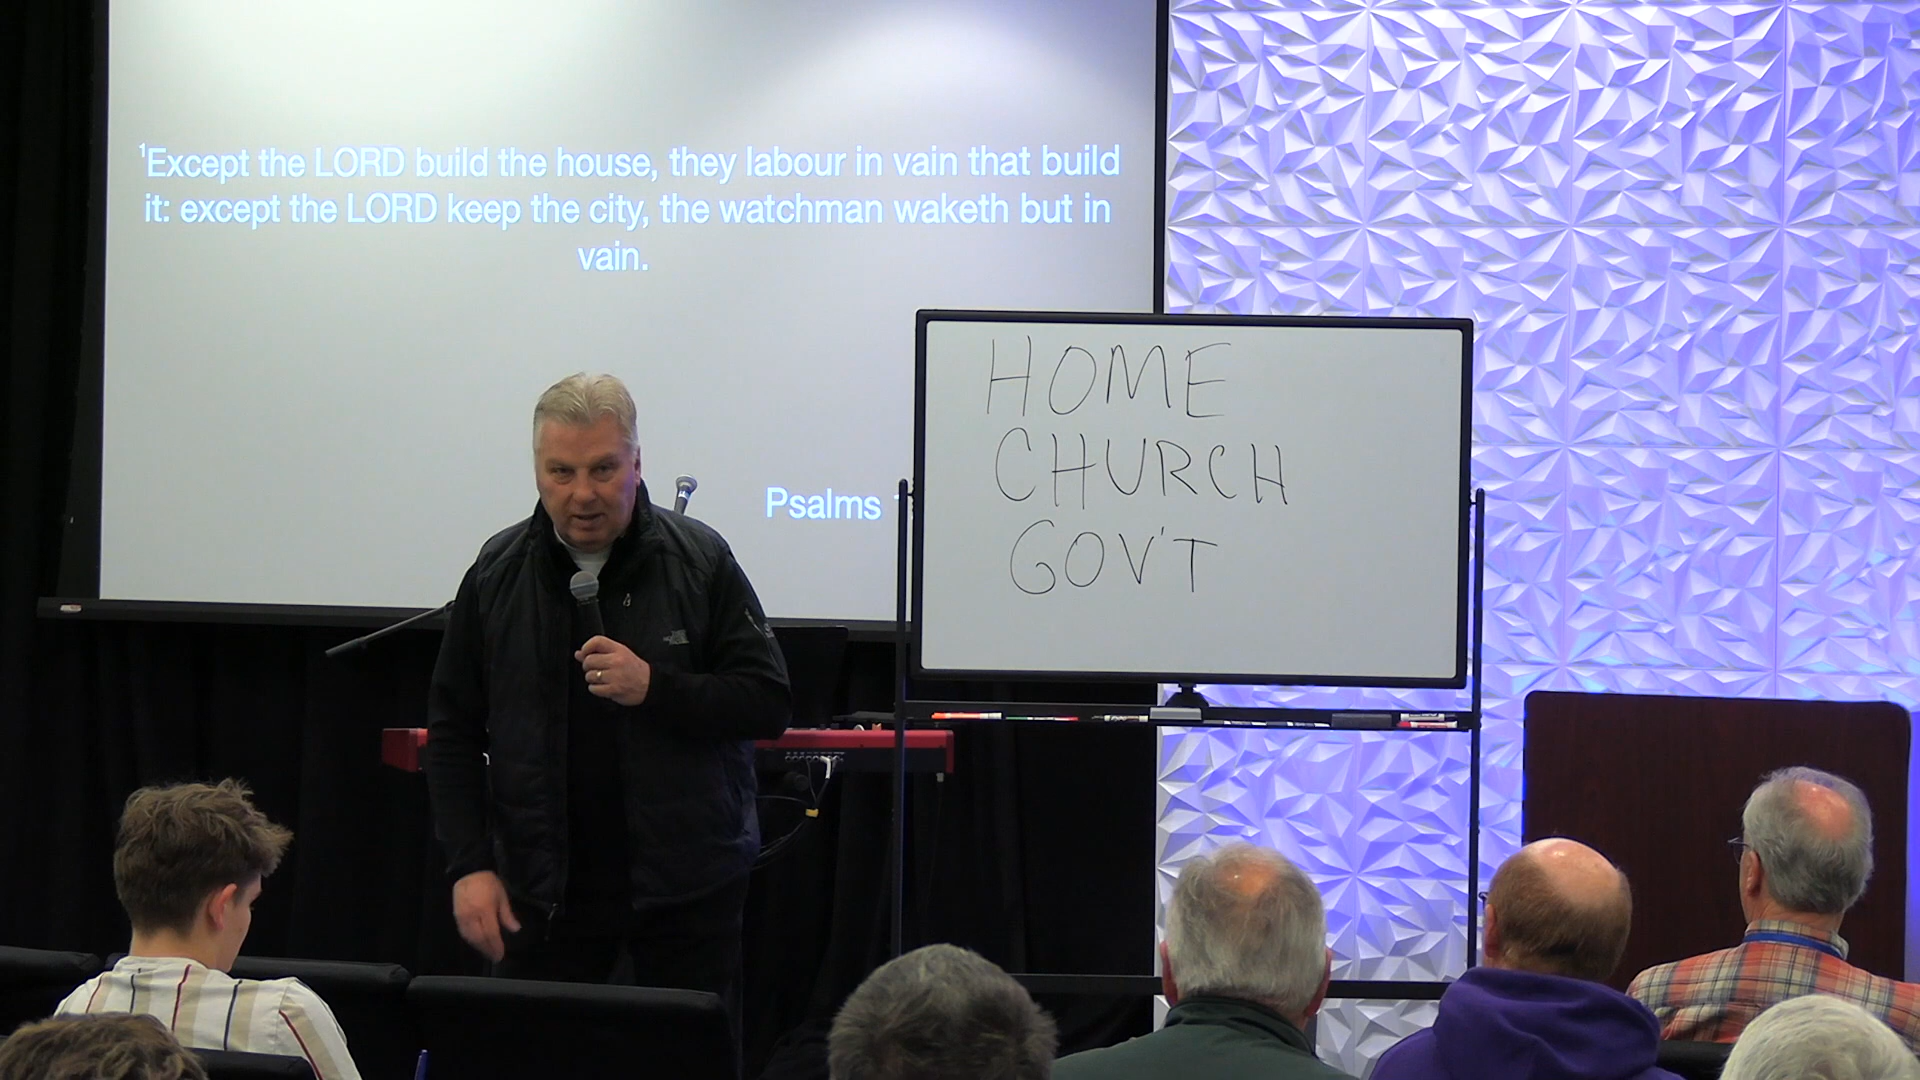 ¹Except the LORD build the house, they labour in vain that build
it: except the LORD keep the city, the watchman waketh but in
vain.
Psalms
HOME
CHURCH
GOV'T